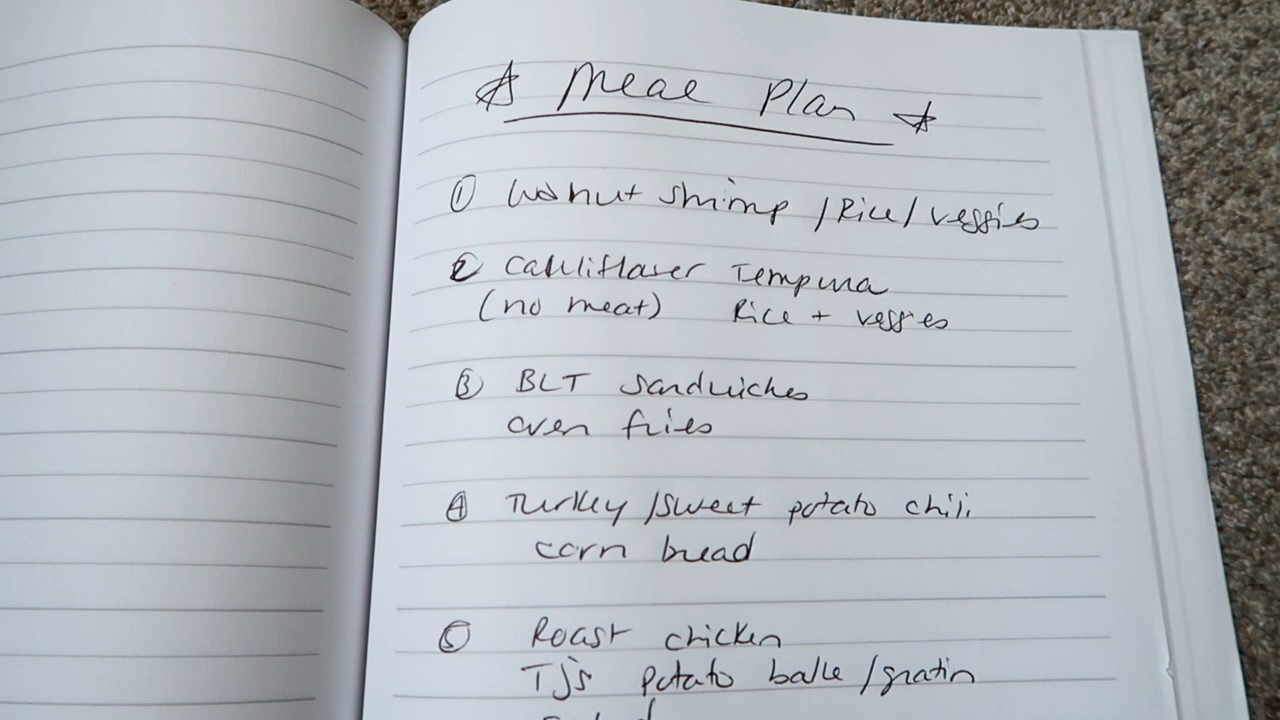 Meal Plan
① Walnut Shrimp / Rice / Veggies
② Cauliflower Tempura
(no meat) Rice + veggies
③ BLT Sandwiches
oven fries
④ Turkey / Sweet potato chili
corn bread
⑤ Roast chicken
TJ's potato bake / gratin